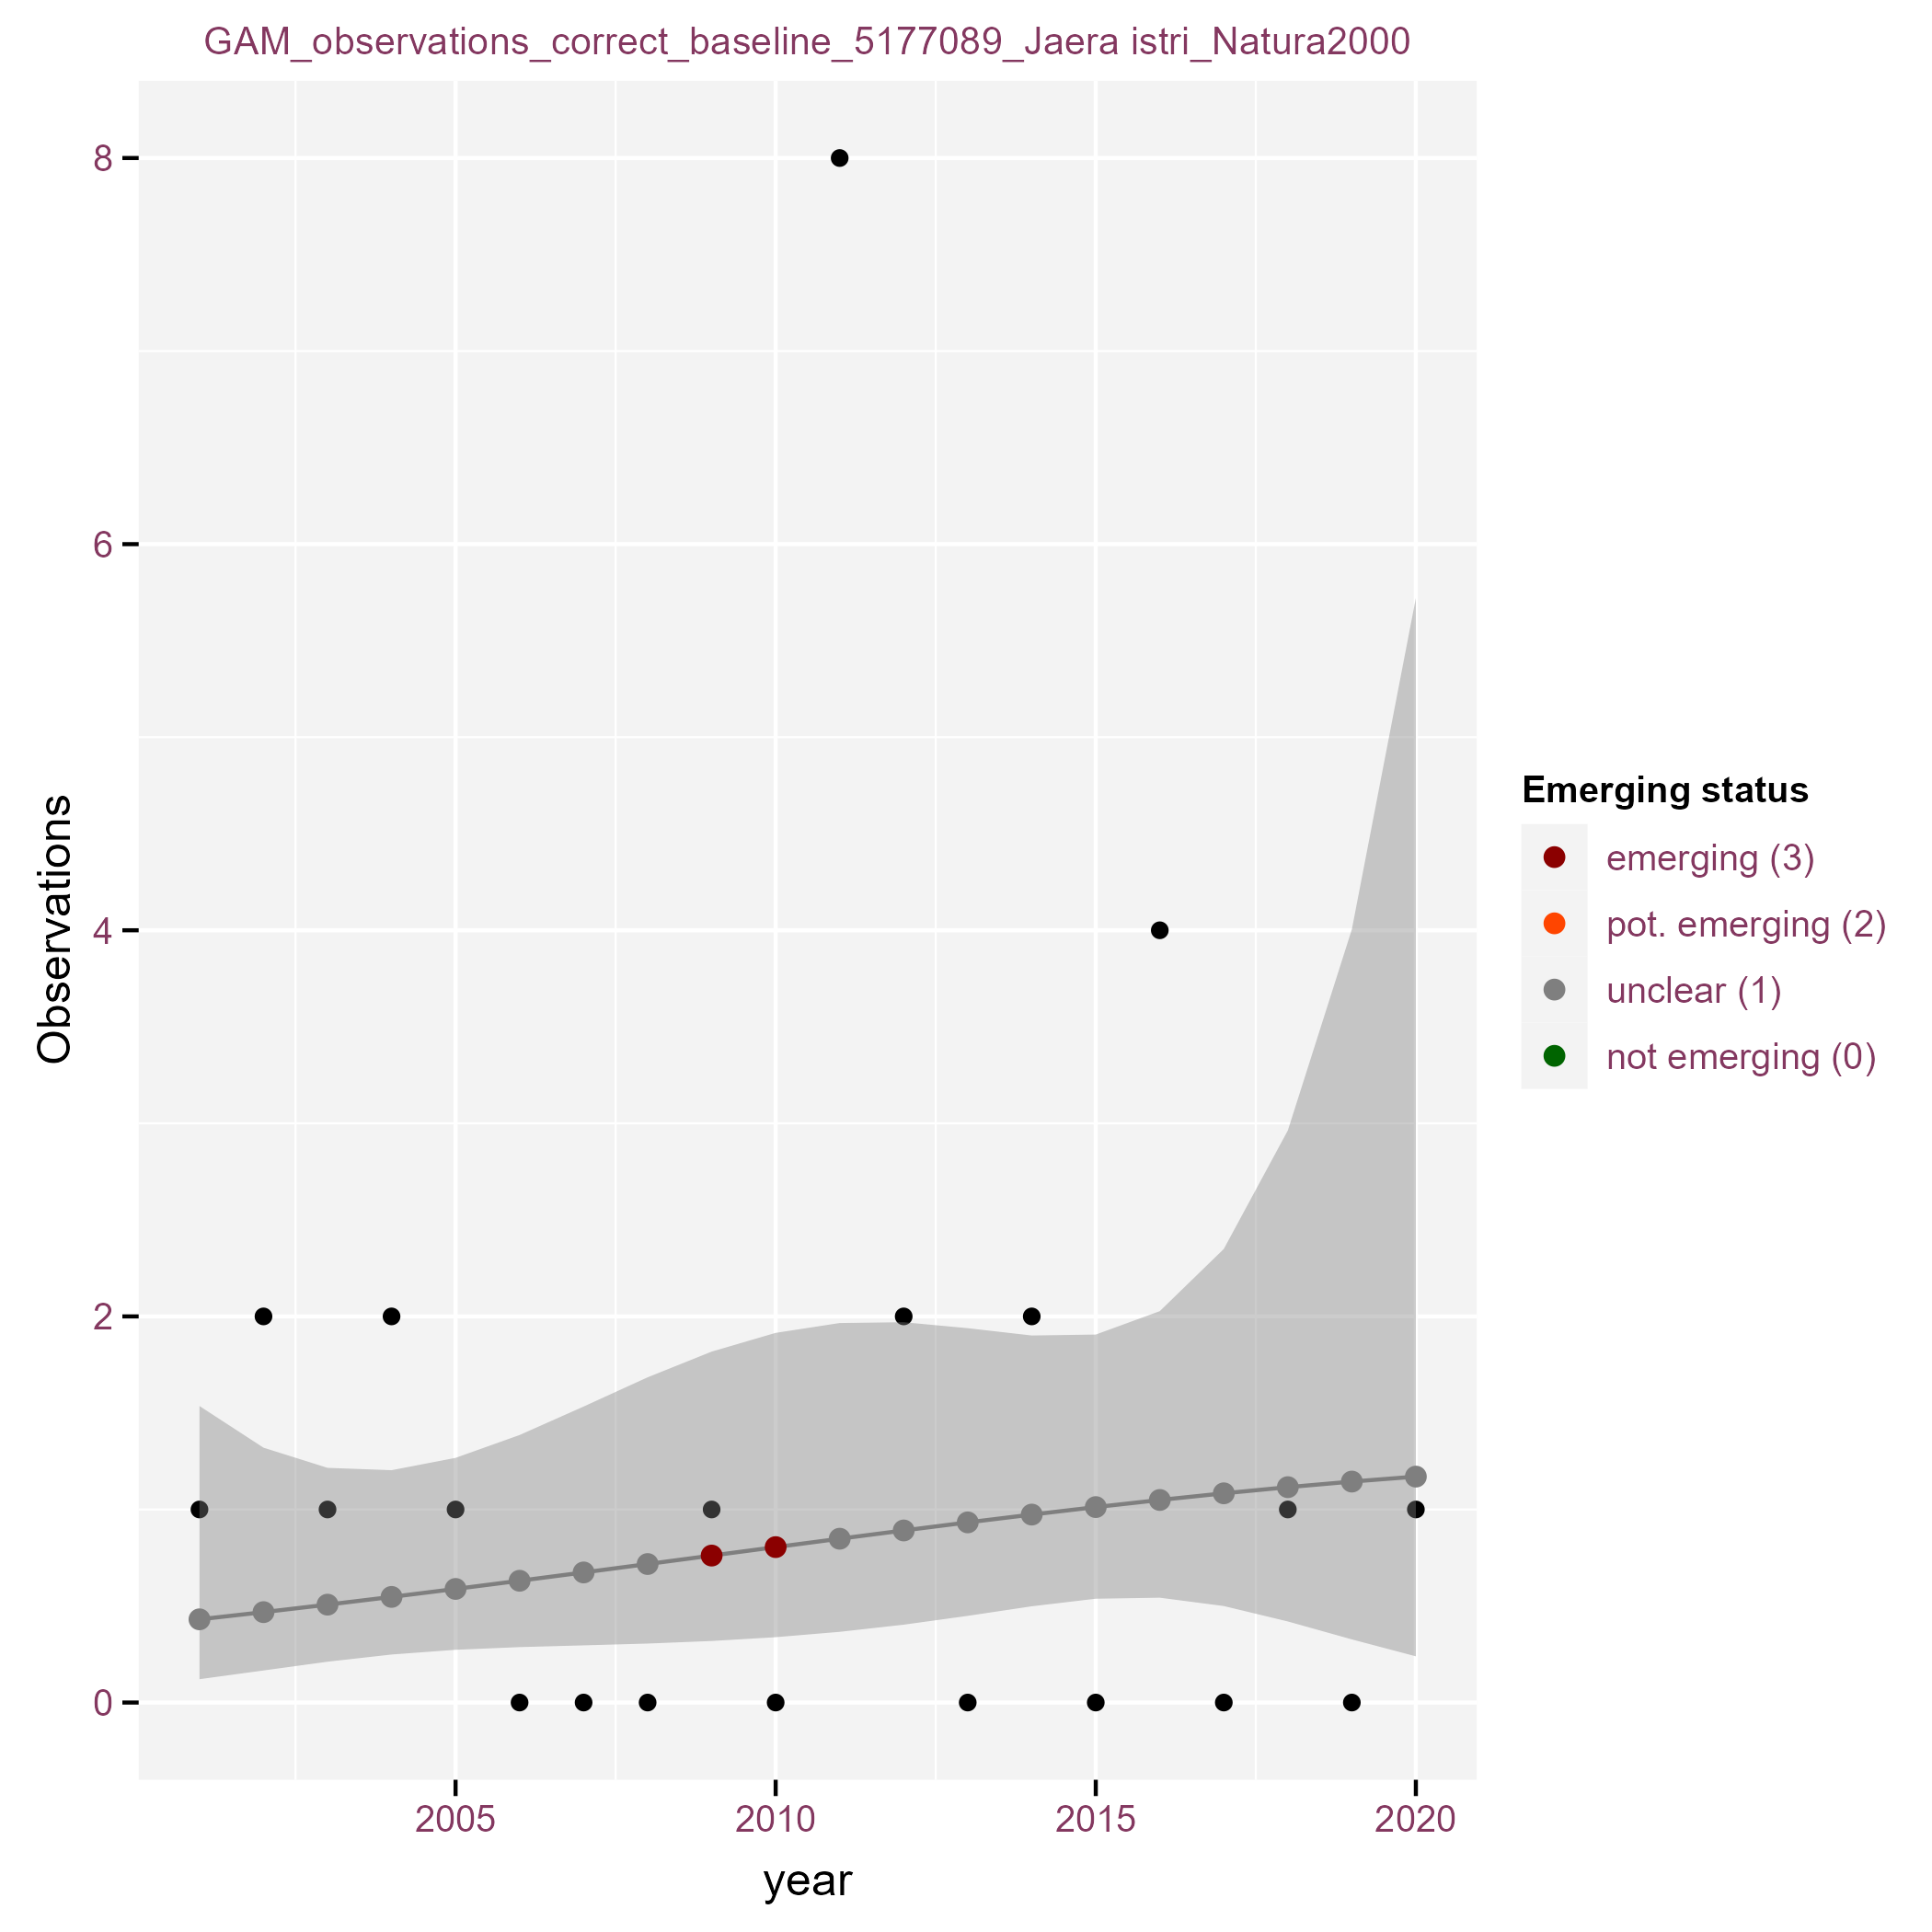 GAM_observations_correct_baseline_5177089_Jaera istri_Natura2000
8
6
4
2
0
Observations
2005
2010
2015
2020
year
Emerging status
emerging (3)
pot. emerging (2)
unclear (1)
not emerging (0)